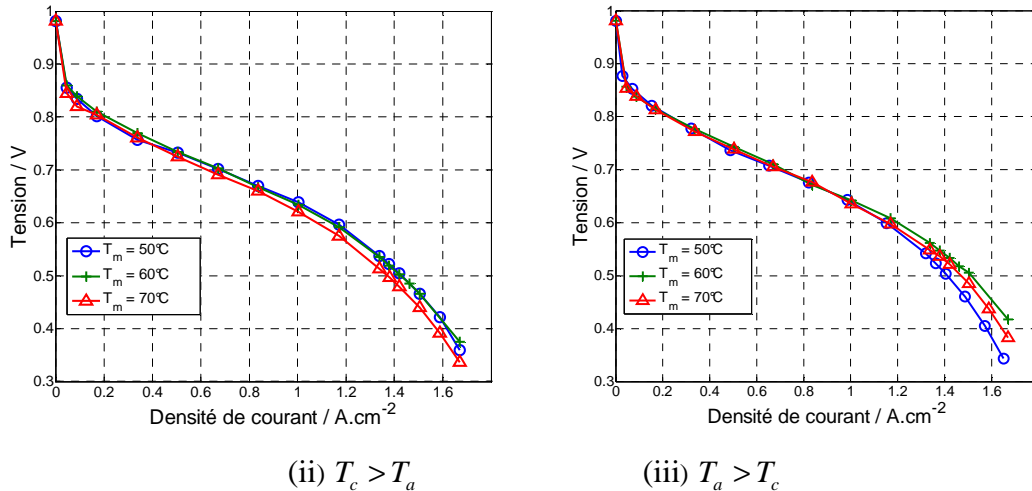 1
0.9
0.8
0.7
0.6
0.5
0.4
0.3
0 0.2 0.4 0.6 0.8 1 1.2 1.4 1.6
Tension / V
Densité de courant / A.cm-2
T_m = 50°C
T_m = 60°C
T_m = 70°C
(ii) T_c > T_a
1
0.9
0.8
0.7
0.6
0.5
0.4
0.3
0 0.2 0.4 0.6 0.8 1 1.2 1.4 1.6
Tension / V
Densité de courant / A.cm-2
T_m = 50°C
T_m = 60°C
T_m = 70°C
(iii) T_a > T_c